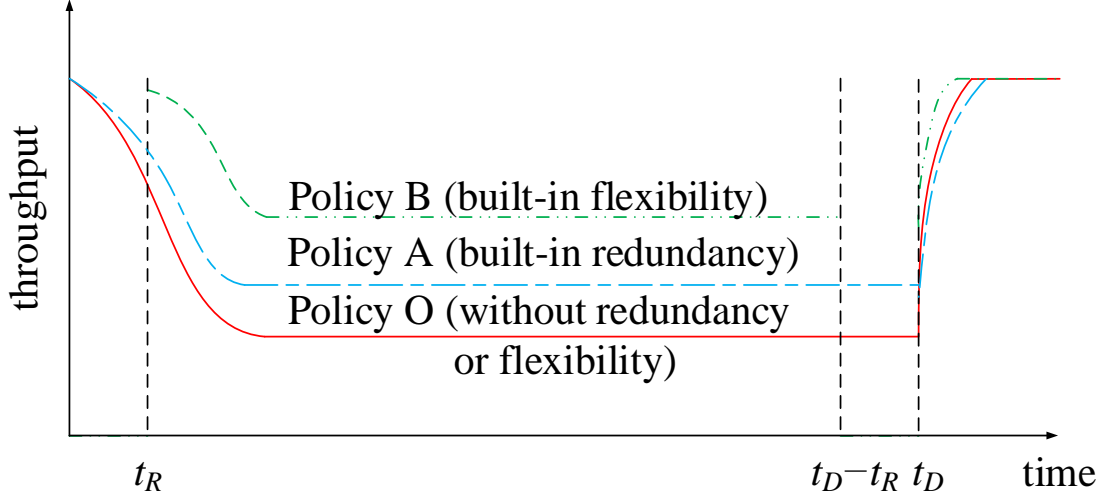 throughput
Policy B (built-in flexibility)
Policy A (built-in redundancy)
Policy O (without redundancy
or flexibility)
t_R
t_D−t_R
t_D
time